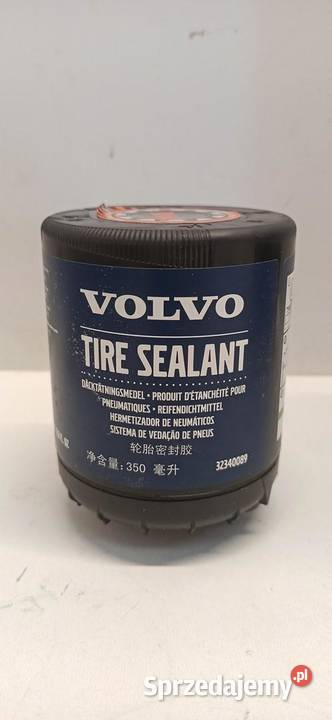 VOLVO
TIRE SEALANT
DÄCKTÄTNINGSMEDEL • PRODUIT D'ÉTANCHÉITÉ POUR
PNEUMATIQUES • REIFENDICHTMITTEL
HERMETIZADOR DE NEUMÁTICOS
SISTEMA DE VEDAÇÃO DE PNEUS
轮胎密封胶
净含量: 350 毫升
32340089
Sprzedajemy.pl